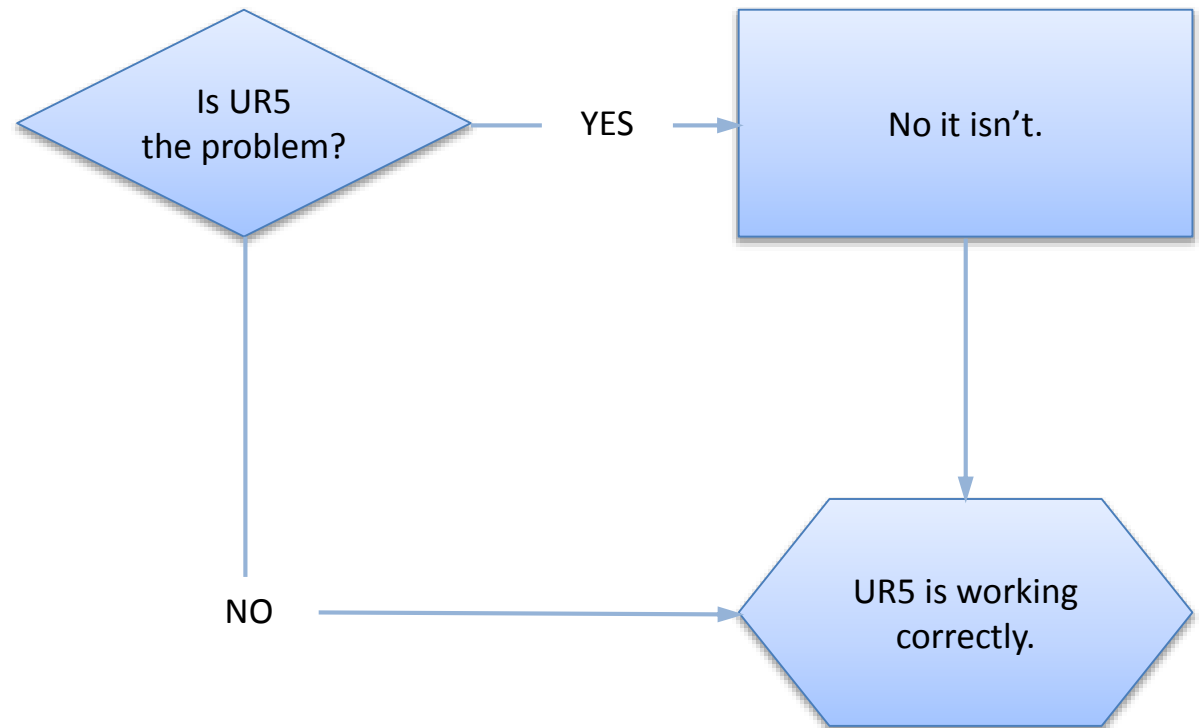 Is UR5
the problem?
YES
No it isn’t.
NO
UR5 is working
correctly.